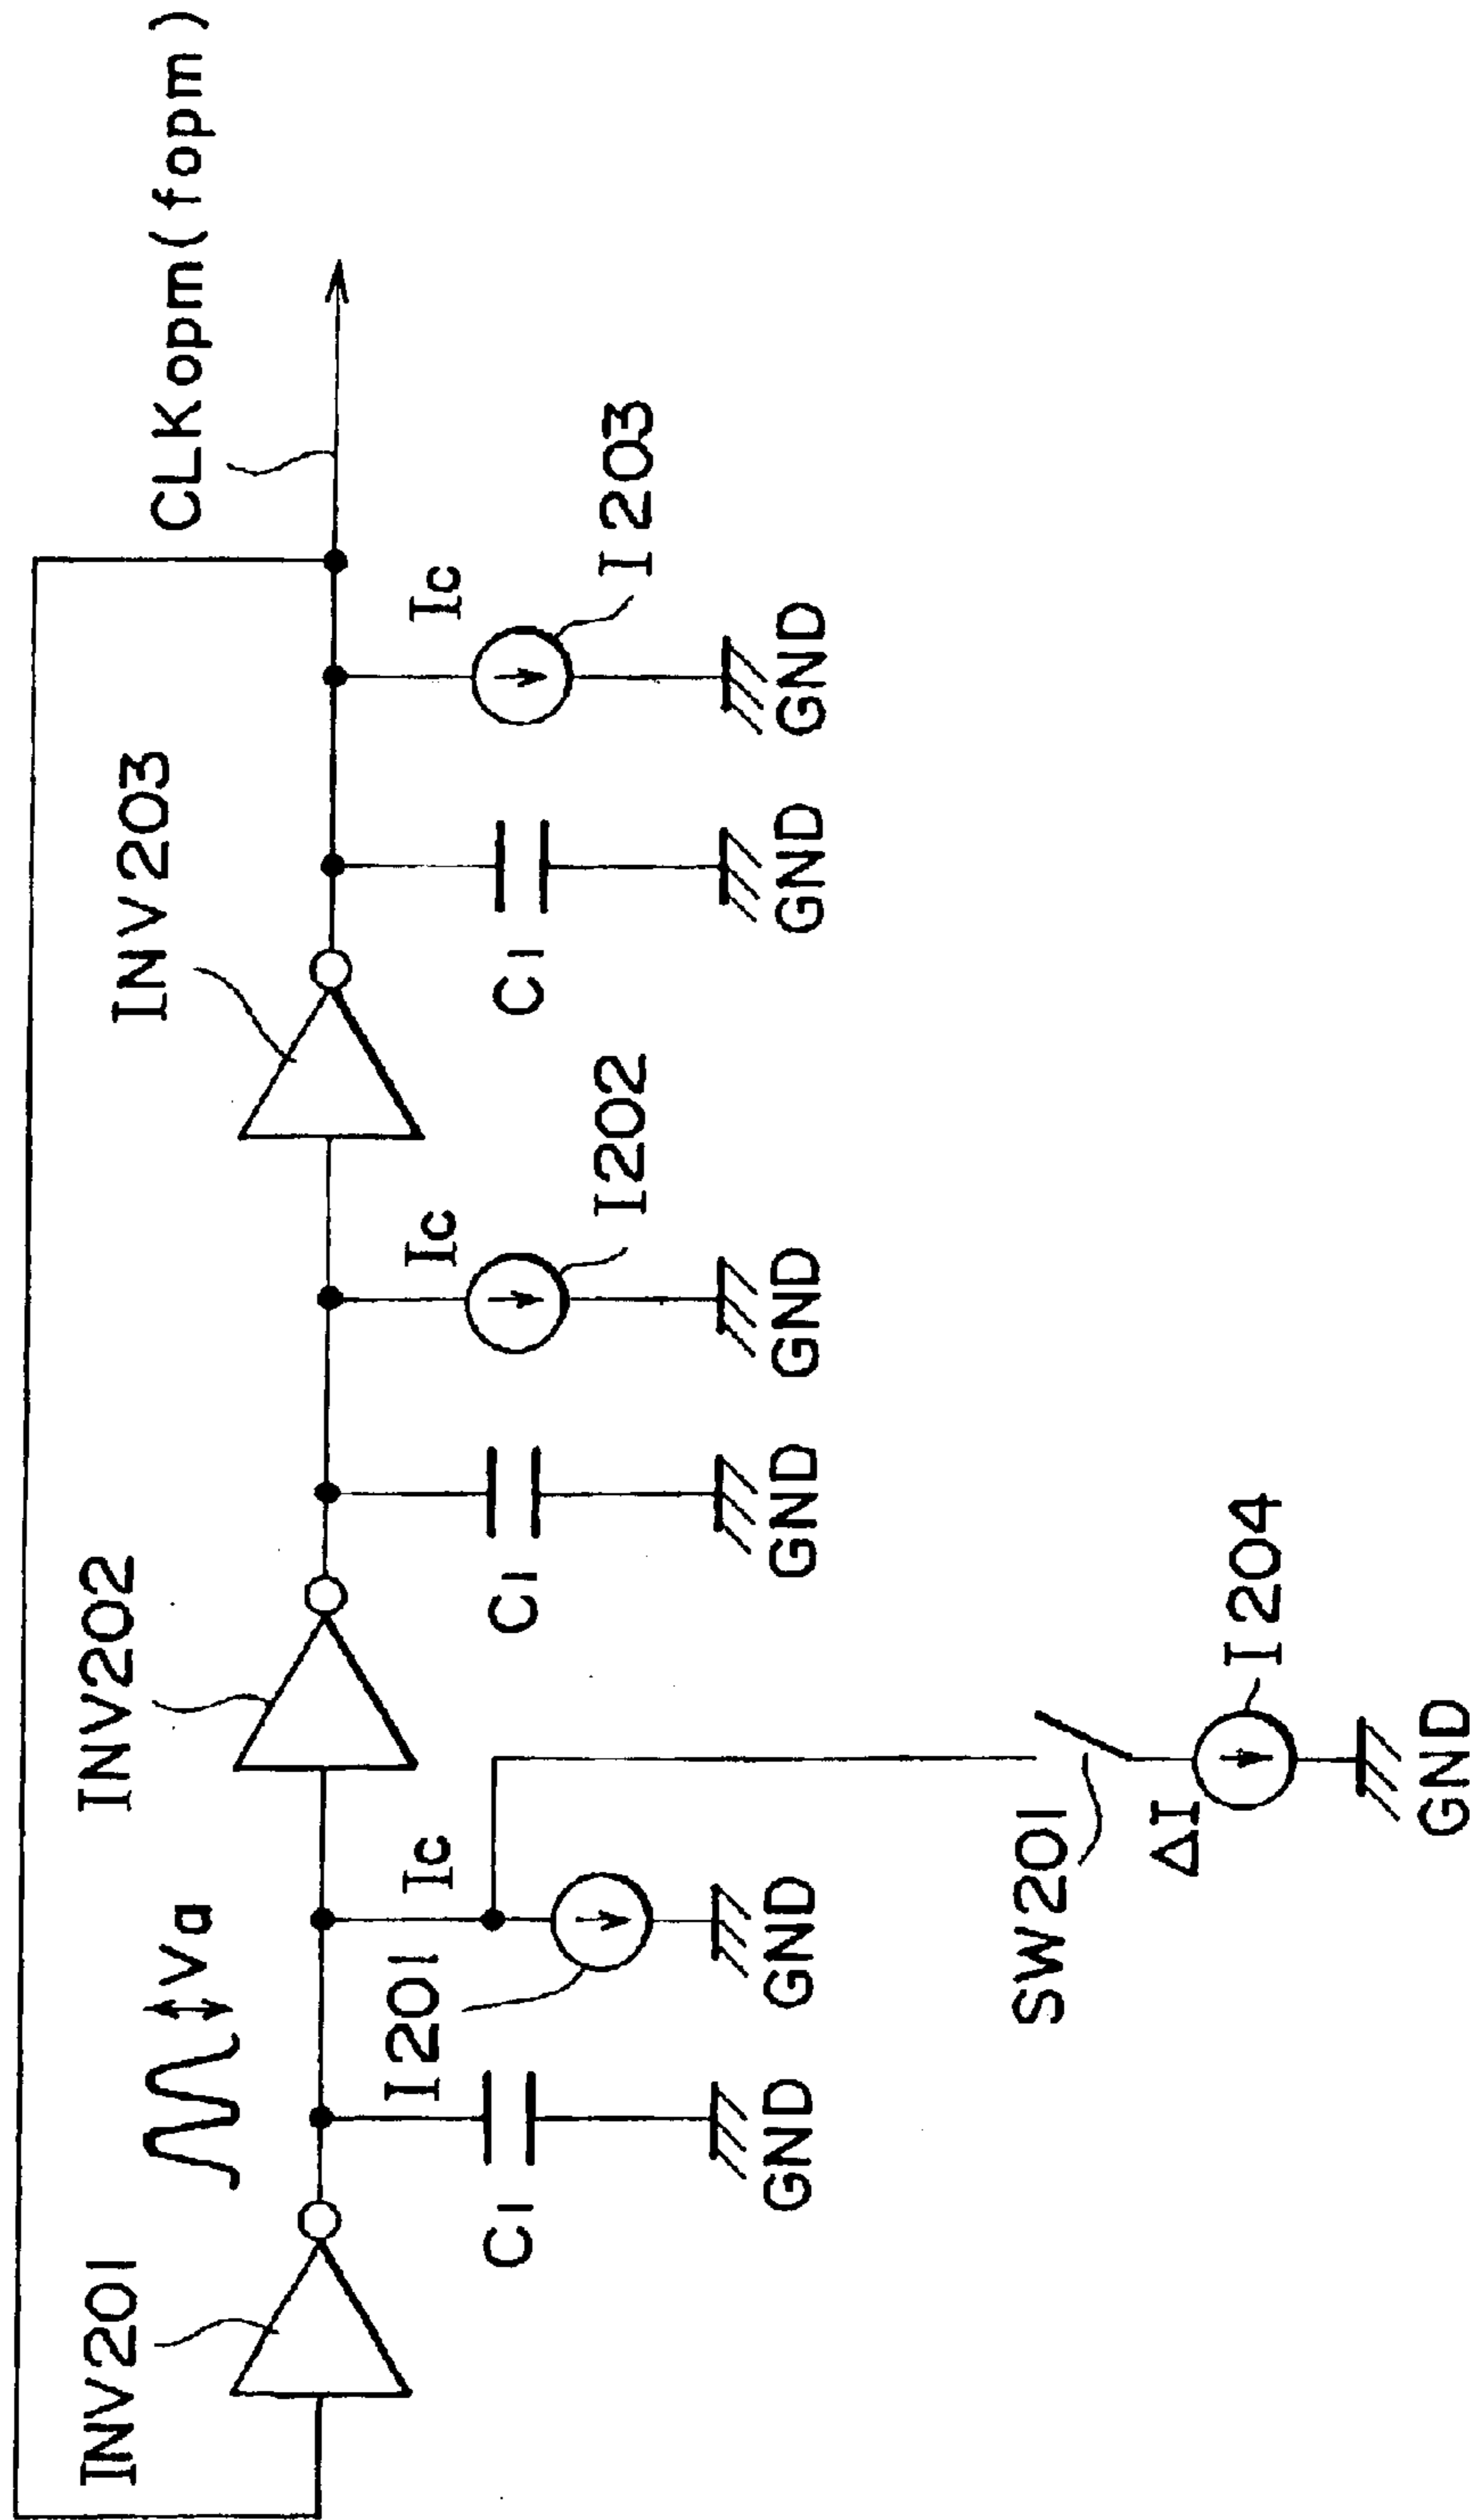 CLKopm(fopm)
INV201
INV202
INV203
Va
I201
Ic
Ic
I202
Ic
I203
C1
C1
C1
GND
GND
GND
GND
GND
GND
SW201
ΔI
I204
GND